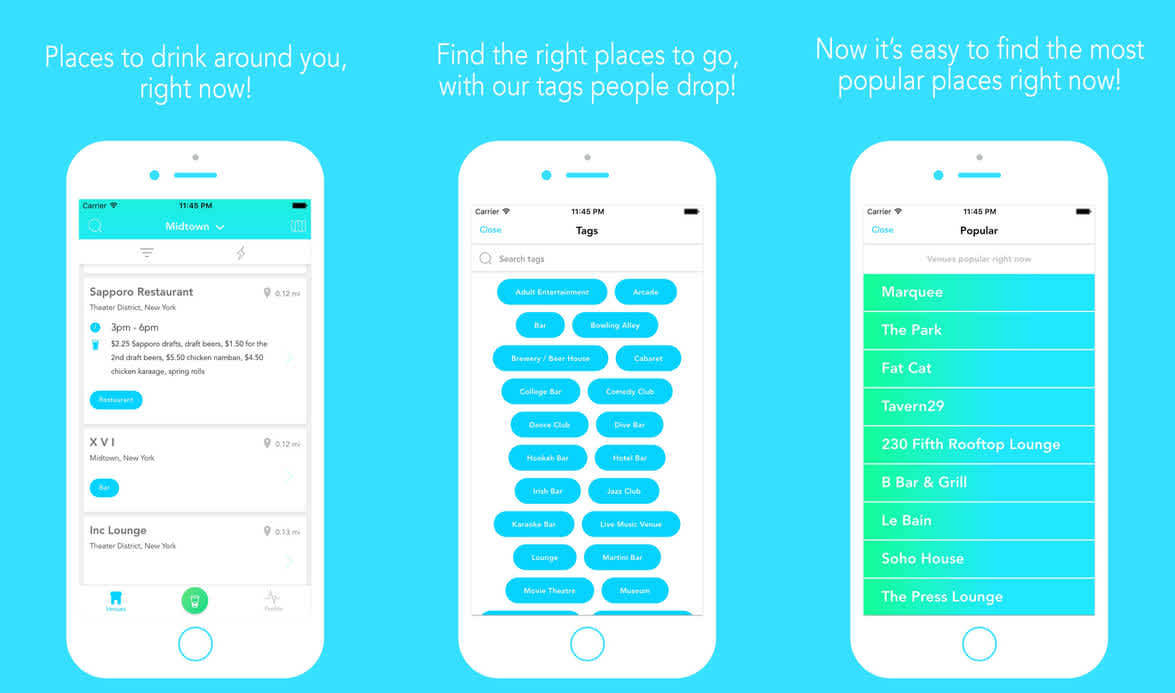 Places to drink around you,
right now!
Carrier
11:45 PM
Midtown
Sapporo Restaurant
0.12 mi
Theater District, New York
3pm - 6pm
$2.25 Sapporo drafts, draft beers, $1.50 for the
2nd draft beers, $5.50 chicken namban, $4.50
chicken karaage, spring rolls
Restaurant
X V I
0.12 mi
Midtown, New York
Bar
Inc Lounge
0.13 mi
Theater District, New York
Venues
Profile
Find the right places to go,
with our tags people drop!
Carrier
11:45 PM
Close
Tags
Search tags
Adult Entertainment
Arcade
Bar
Bowling Alley
Brewery / Beer House
Cabaret
College Bar
Comedy Club
Dance Club
Dive Bar
Hookah Bar
Hotel Bar
Irish Bar
Jazz Club
Karaoke Bar
Live Music Venue
Lounge
Martini Bar
Movie Theatre
Museum
Now it's easy to find the most
popular places right now!
Carrier
11:45 PM
Close
Popular
Venues popular right now
Marquee
The Park
Fat Cat
Tavern29
230 Fifth Rooftop Lounge
B Bar & Grill
Le Bain
Soho House
The Press Lounge